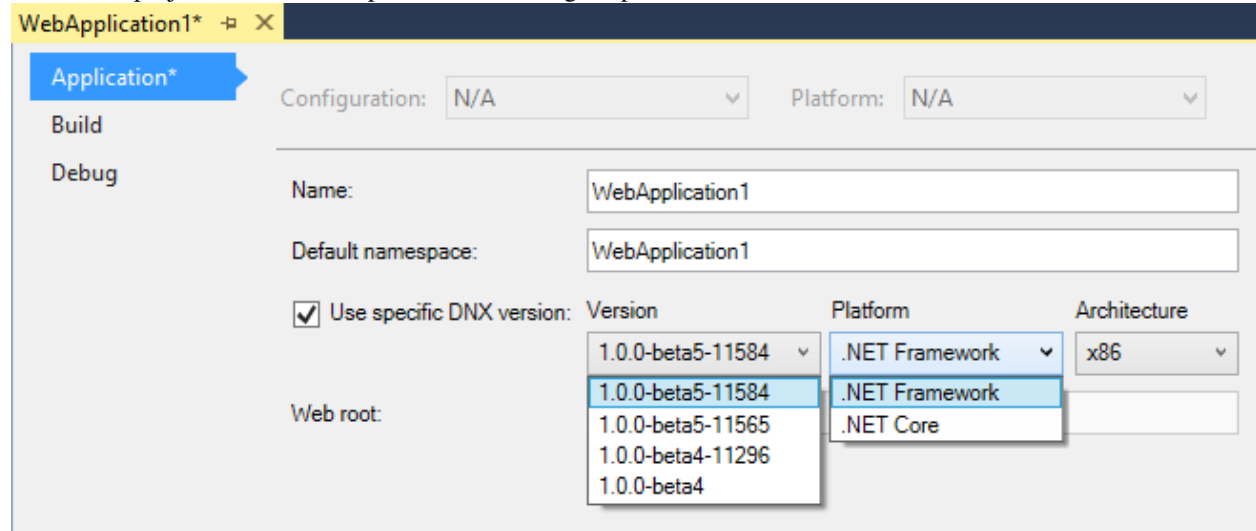 WebApplication1*
Application*
Build
Debug
Configuration: N/A Platform: N/A
Name: WebApplication1
Default namespace: WebApplication1
Use specific DNX version: Version Platform Architecture
1.0.0-beta5-11584 .NET Framework x86
1.0.0-beta5-11584 .NET Framework
Web root: 1.0.0-beta5-11565 .NET Core
1.0.0-beta4-11296
1.0.0-beta4